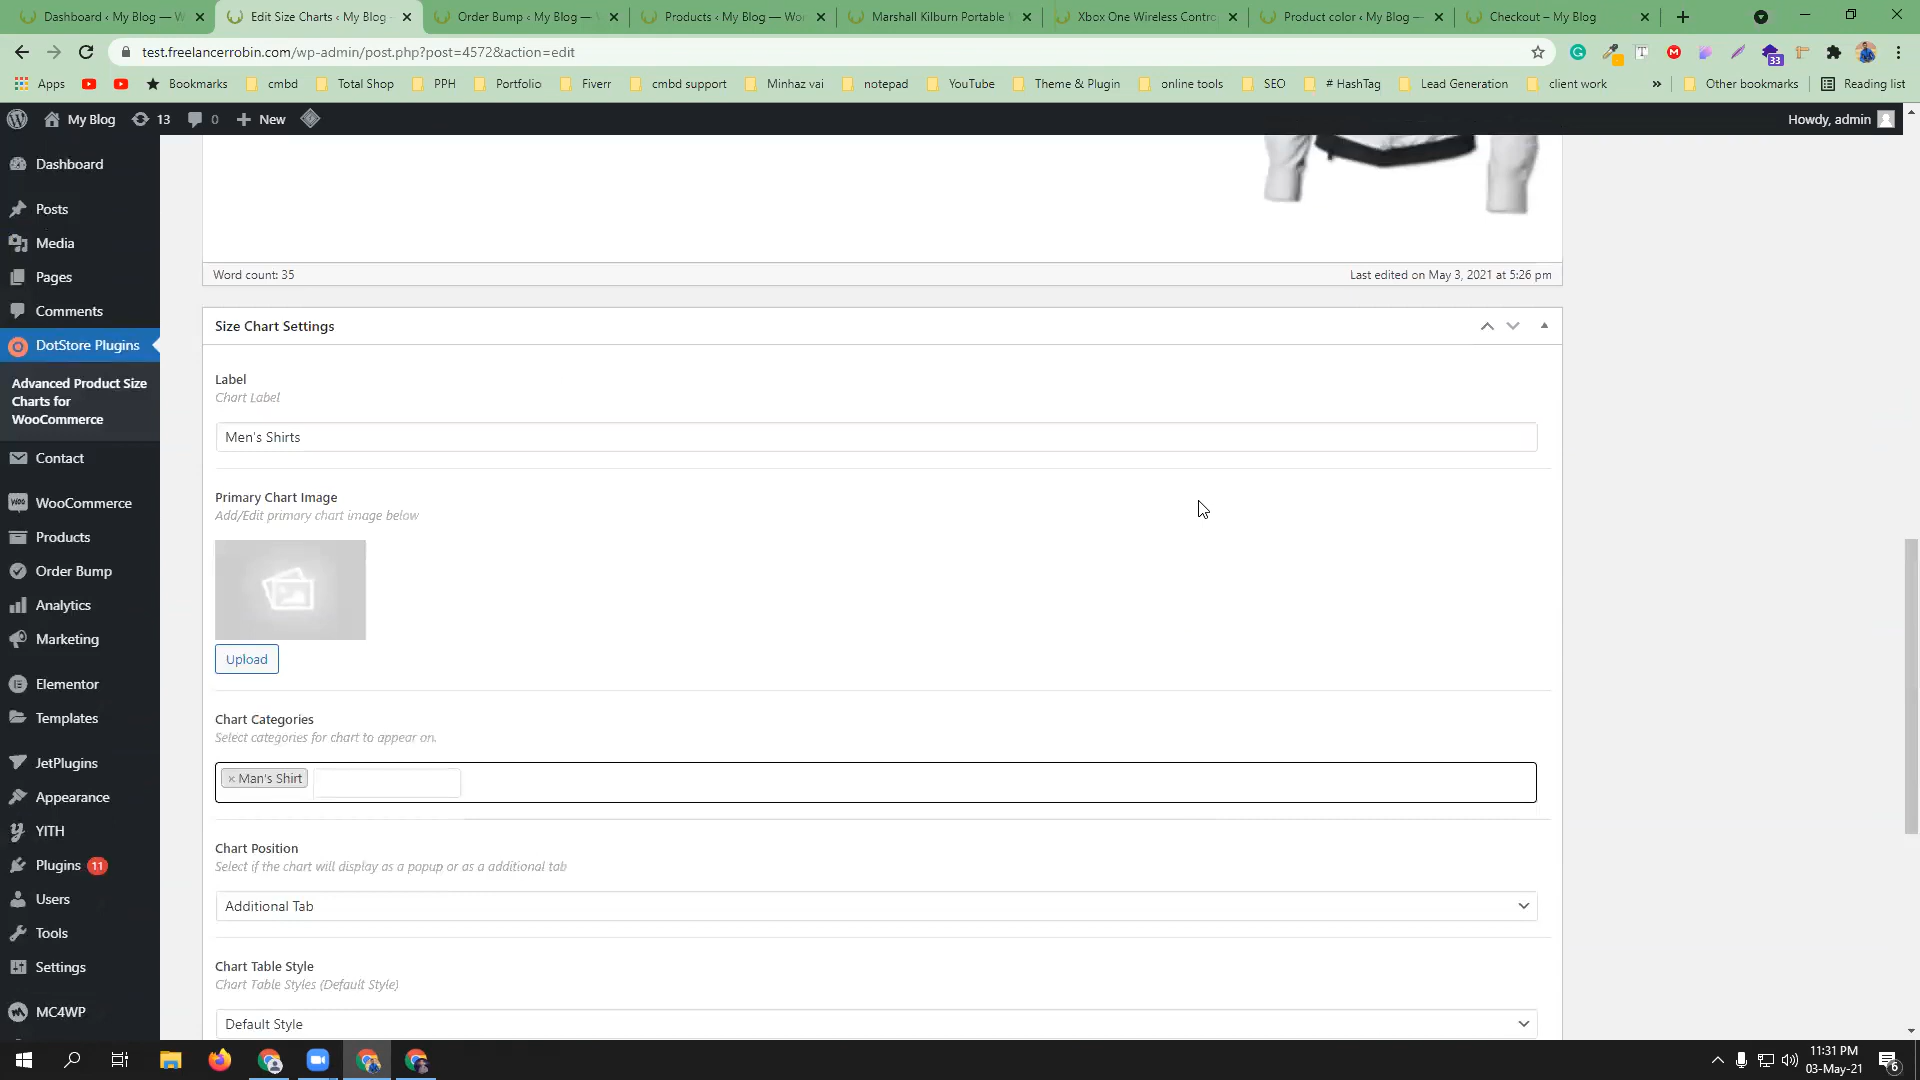 Dashboard ‹ My Blog — W
Edit Size Charts ‹ My Blog
Order Bump ‹ My Blog —
Products ‹ My Blog — Wo
Marshall Kilburn Portable
Xbox One Wireless Contro
Product color ‹ My Blog —
Checkout – My Blog
test.freelancerrobin.com/wp-admin/post.php?post=4572&action=edit
33
Apps
Bookmarks
cmbd
Total Shop
PPH
Portfolio
Fiverr
cmbd support
Minhaz vai
notepad
YouTube
Theme & Plugin
online tools
SEO
# HashTag
Lead Generation
client work
»
Other bookmarks
Reading list
My Blog
13
0
New
Howdy, admin
Dashboard
Posts
Media
Pages
Comments
DotStore Plugins
Advanced Product Size
Charts for
WooCommerce
Contact
WooCommerce
Products
Order Bump
Analytics
Marketing
Elementor
Templates
JetPlugins
Appearance
YITH
Plugins 11
Users
Tools
Settings
MC4WP
Word count: 35
Last edited on May 3, 2021 at 5:26 pm
Size Chart Settings
Label
Chart Label
Men's Shirts
Primary Chart Image
Add/Edit primary chart image below
Upload
Chart Categories
Select categories for chart to appear on.
× Man's Shirt
Chart Position
Select if the chart will display as a popup or as a additional tab
Additional Tab
Chart Table Style
Chart Table Styles (Default Style)
Default Style
11:31 PM
03-May-21
6